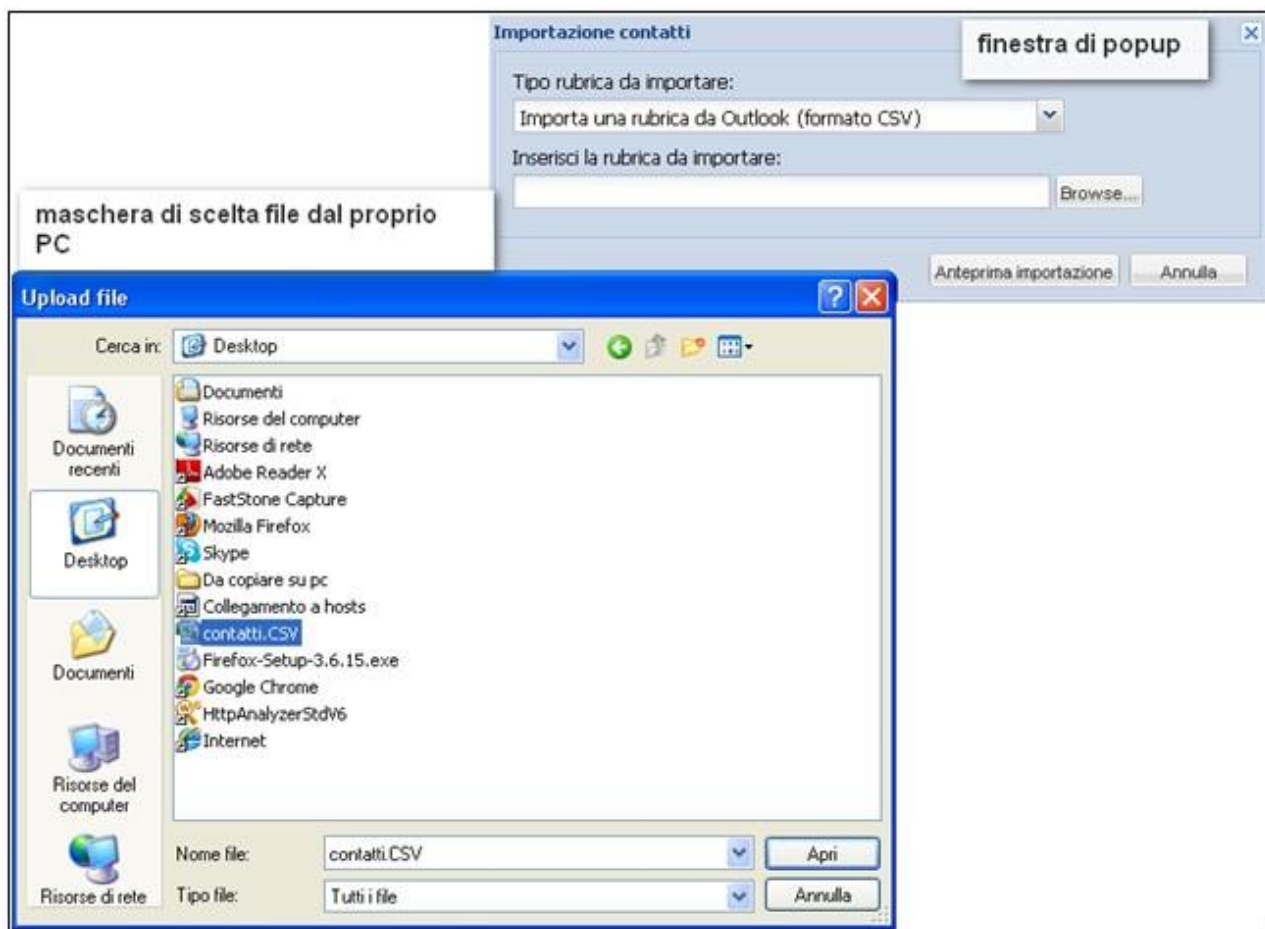 Importazione contatti
finestra di popup
Tipo rubrica da importare:
Importa una rubrica da Outlook (formato CSV)
Inserisci la rubrica da importare:
Browse...
Anteprima importazione
Annulla
maschera di scelta file dal proprio
PC
Upload file
Cerca in:
Desktop
Documenti
recenti
Desktop
Documenti
Risorse del
computer
Risorse di rete
Documenti
Risorse del computer
Risorse di rete
Adobe Reader X
FastStone Capture
Mozilla Firefox
Skype
Da copiare su pc
Collegamento a hosts
contatti.CSV
Firefox-Setup-3.6.15.exe
Google Chrome
HttpAnalyzerStdV6
Internet
Nome file:
contatti.CSV
Apri
Tipo file:
Tutti i file
Annulla